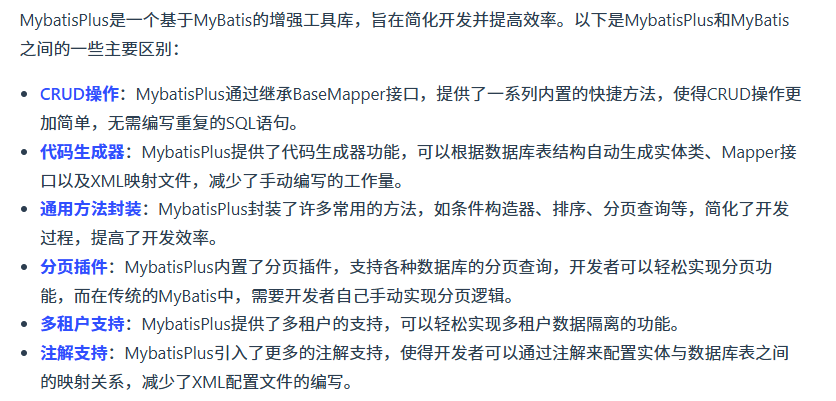 MybatisPlus是一个基于MyBatis的增强工具库，旨在简化开发并提高效率。以下是MybatisPlus和MyBatis
之间的一些主要区别：
• CRUD操作：MybatisPlus通过继承BaseMapper接口，提供了一系列内置的快捷方法，使得CRUD操作更
加简单，无需编写重复的SQL语句。
• 代码生成器：MybatisPlus提供了代码生成器功能，可以根据数据库表结构自动生成实体类、Mapper接
口以及XML映射文件，减少了手动编写的工作量。
• 通用方法封装：MybatisPlus封装了许多常用的方法，如条件构造器、排序、分页查询等，简化了开发
过程，提高了开发效率。
• 分页插件：MybatisPlus内置了分页插件，支持各种数据库的分页查询，开发者可以轻松实现分页功
能，而在传统的MyBatis中，需要开发者自己手动实现分页逻辑。
• 多租户支持：MybatisPlus提供了多租户的支持，可以轻松实现多租户数据隔离的功能。
• 注解支持：MybatisPlus引入了更多的注解支持，使得开发者可以通过注解来配置实体与数据库表之间
的映射关系，减少了XML配置文件的编写。